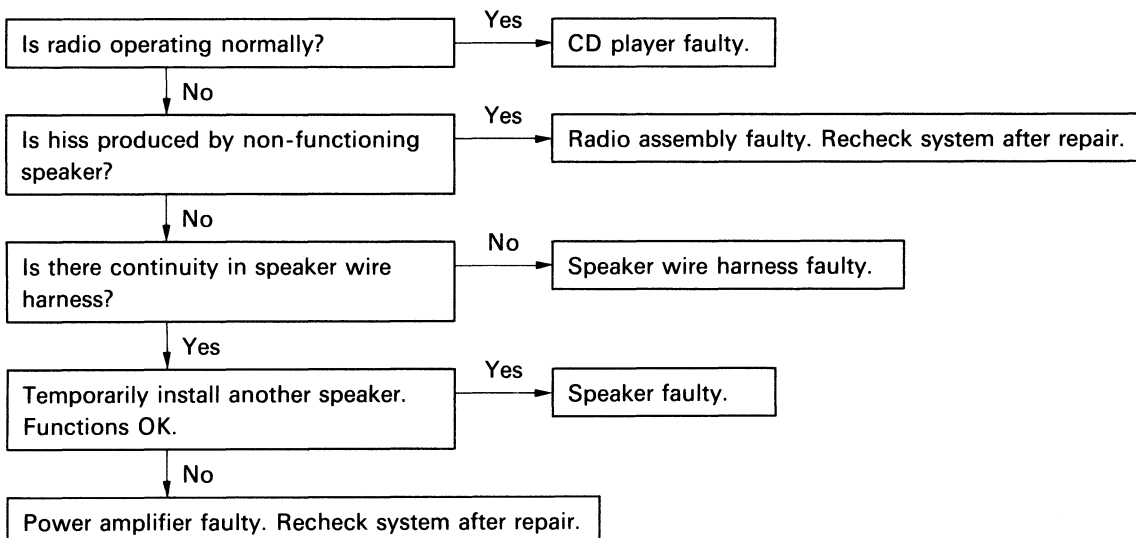 Is radio operating normally?
Yes
CD player faulty.
No
Is hiss produced by non-functioning
speaker?
Yes
Radio assembly faulty. Recheck system after repair.
No
Is there continuity in speaker wire
harness?
No
Speaker wire harness faulty.
Yes
Temporarily install another speaker.
Functions OK.
Yes
Speaker faulty.
No
Power amplifier faulty. Recheck system after repair.